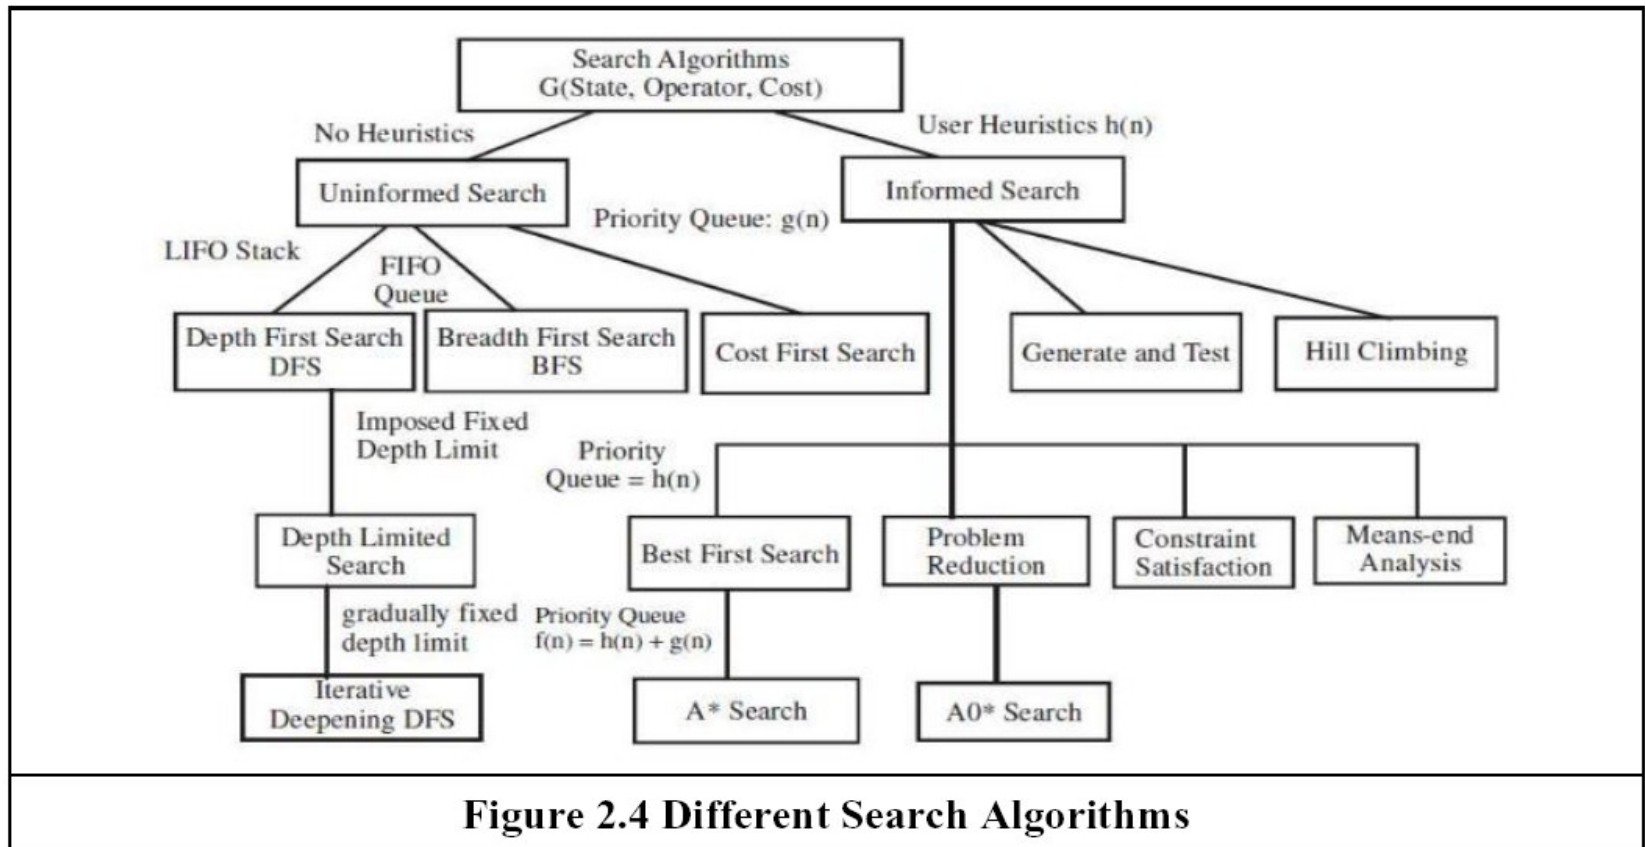 Search Algorithms
G(State, Operator, Cost)
No Heuristics
User Heuristics h(n)
Uninformed Search
Informed Search
Priority Queue: g(n)
LIFO Stack
FIFO
Queue
Depth First Search
DFS
Breadth First Search
BFS
Cost First Search
Generate and Test
Hill Climbing
Imposed Fixed
Depth Limit
Priority
Queue = h(n)
Depth Limited
Search
Best First Search
Problem
Reduction
Constraint
Satisfaction
Means-end
Analysis
gradually fixed
depth limit
Priority Queue
f(n) = h(n) + g(n)
Iterative
Deepening DFS
A* Search
A0* Search
Figure 2.4 Different Search Algorithms